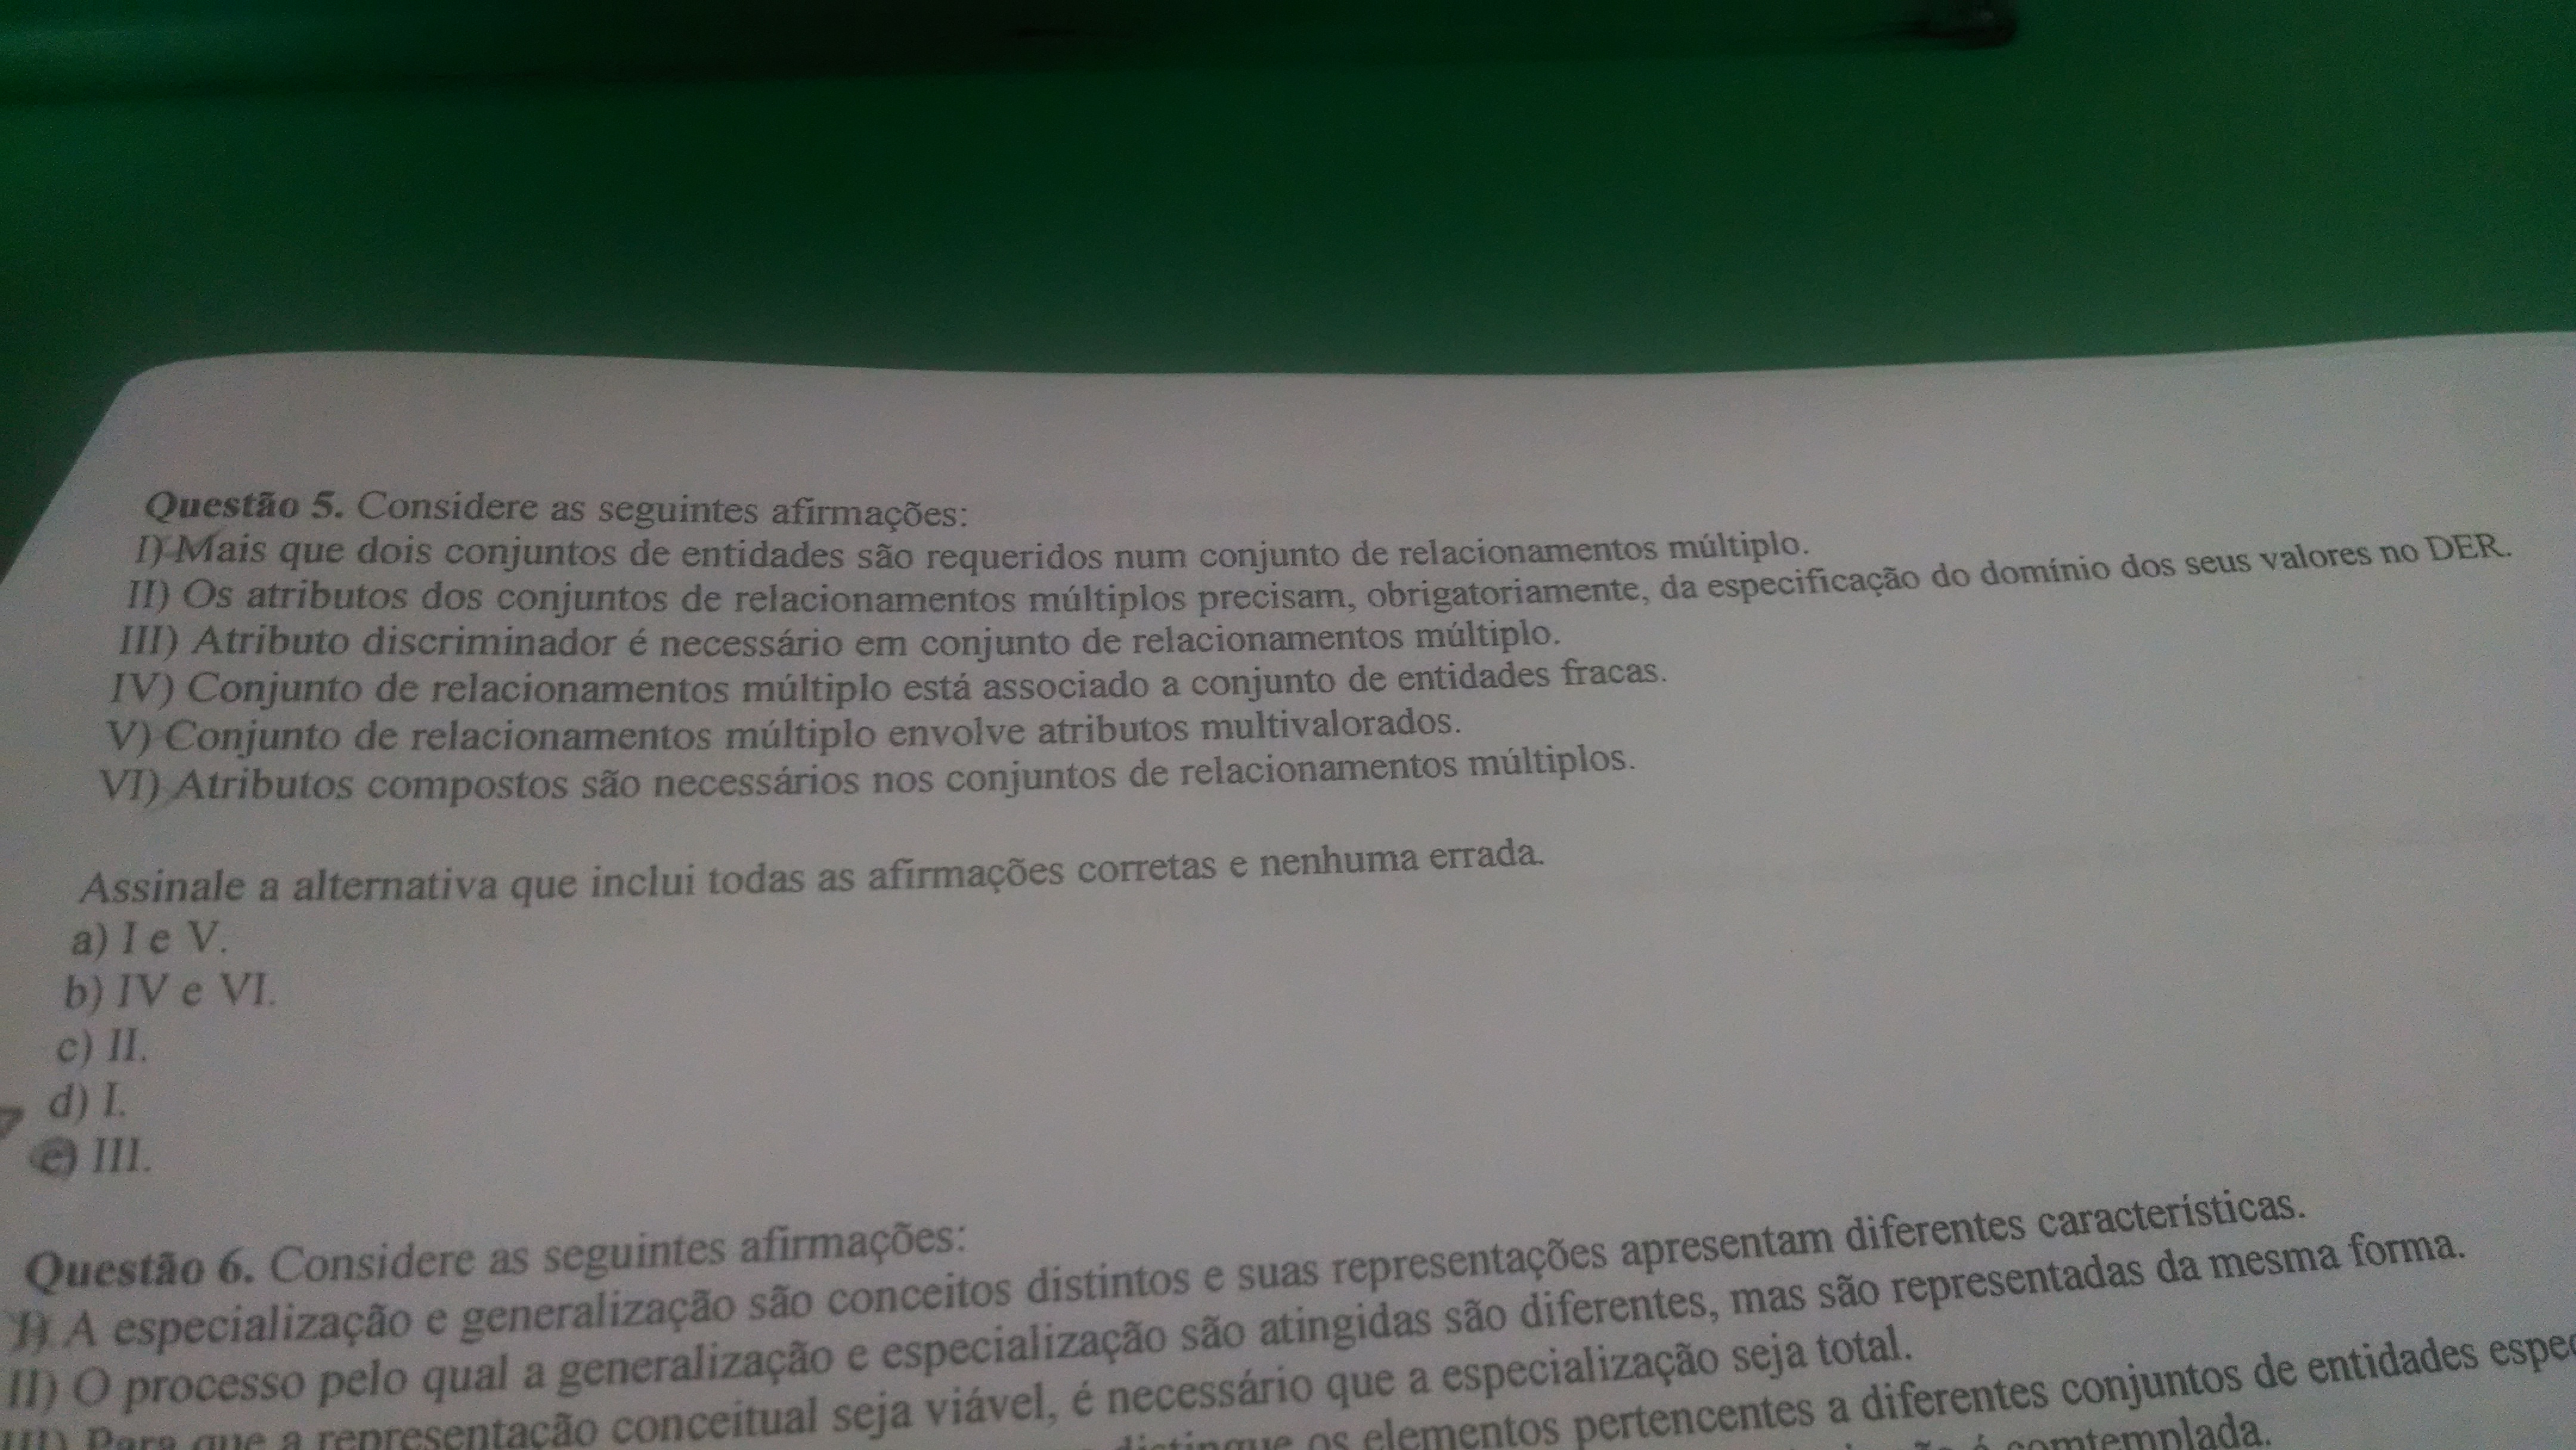 Questão 5. Considere as seguintes afirmações:
I) Mais que dois conjuntos de entidades são requeridos num conjunto de relacionamentos múltiplo.
II) Os atributos dos conjuntos de relacionamentos múltiplos precisam, obrigatoriamente, da especificação do domínio dos seus valores no DER.
III) Atributo discriminador é necessário em conjunto de relacionamentos múltiplo.
IV) Conjunto de relacionamentos múltiplo está associado a conjunto de entidades fracas.
V) Conjunto de relacionamentos múltiplo envolve atributos multivalorados.
VI) Atributos compostos são necessários nos conjuntos de relacionamentos múltiplos.
Assinale a alternativa que inclui todas as afirmações corretas e nenhuma errada.
a) I e V.
b) IV e VI.
c) II.
d) I.
e) III.
Questão 6. Considere as seguintes afirmações:
I) A especialização e generalização são conceitos distintos e suas representações apresentam diferentes características.
II) O processo pelo qual a generalização e especialização são atingidas são diferentes, mas são representadas da mesma forma.
III) Para que a representação conceitual seja viável, é necessário que a especialização seja total.
os elementos pertencentes a diferentes conjuntos de entidades
comtemplada.